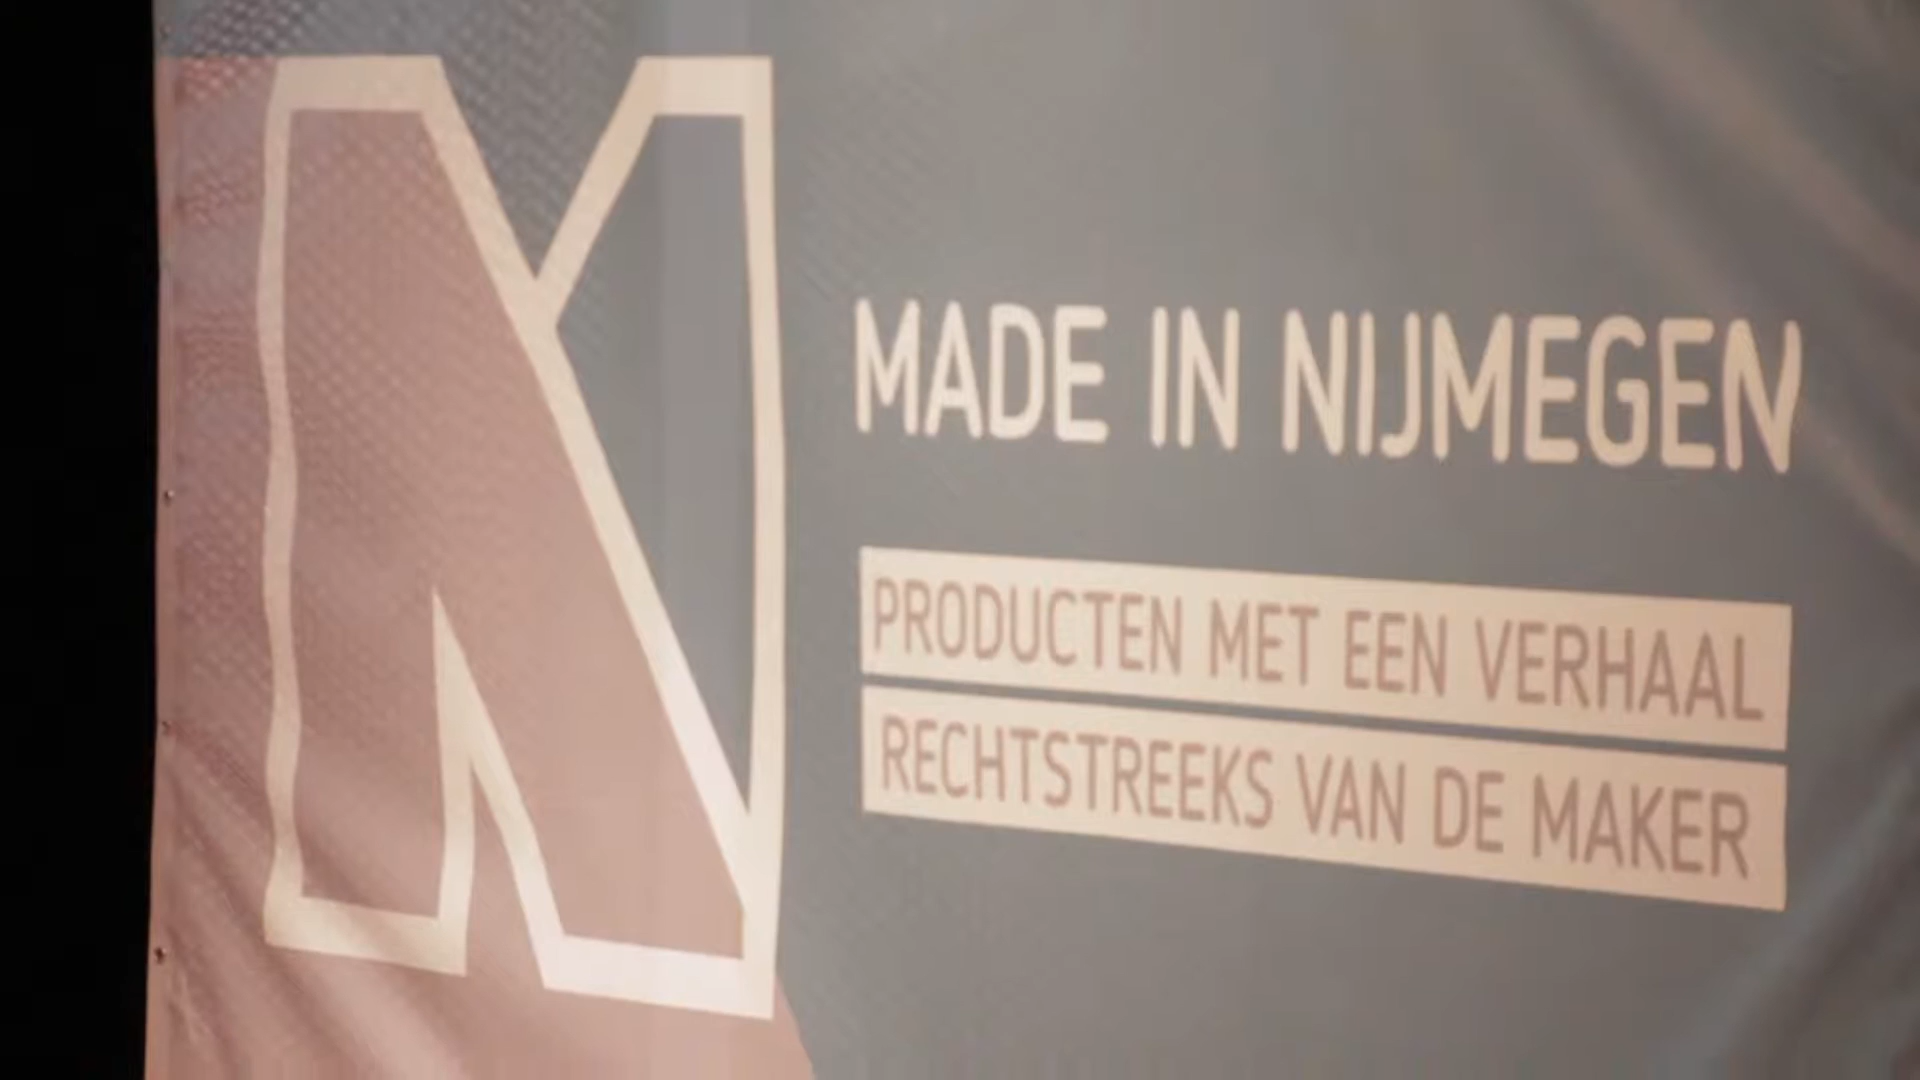 N
MADE IN NIJMEGEN
PRODUCTEN MET EEN VERHAAL
RECHTSTREEKS VAN DE MAKER